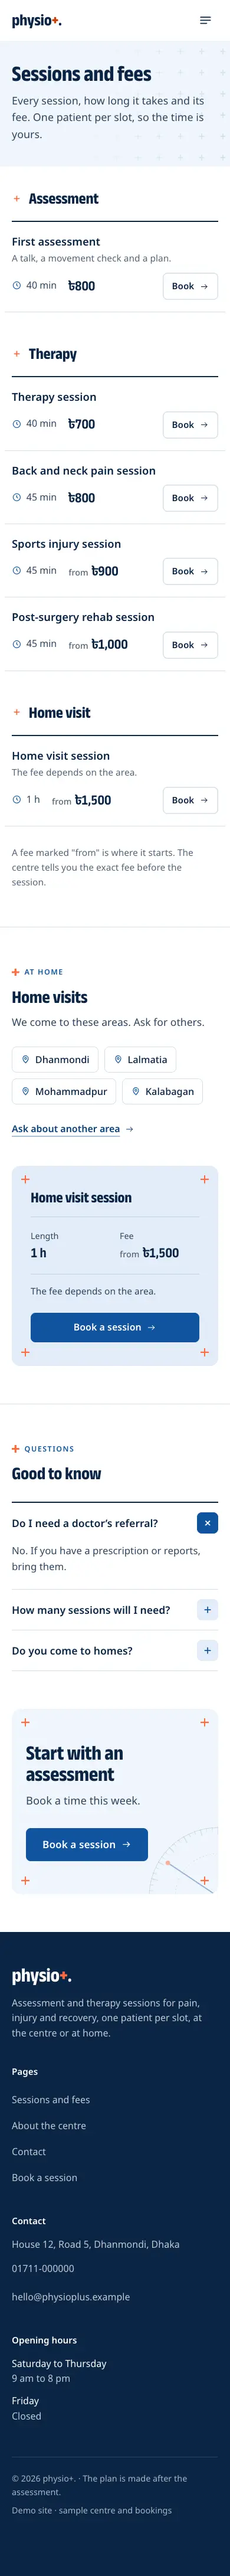 physio+.
Sessions and fees
Every session, how long it takes and its
fee. One patient per slot, so the time is
yours.
Assessment
First assessment
A talk, a movement check and a plan.
40 min ৳800 Book →
Therapy
Therapy session
40 min ৳700 Book →
Back and neck pain session
45 min ৳800 Book →
Sports injury session
45 min from ৳900 Book →
Post-surgery rehab session
45 min from ৳1,000 Book →
Home visit
Home visit session
The fee depends on the area.
1 h from ৳1,500 Book →
A fee marked "from" is where it starts. The
centre tells you the exact fee before the
session.
AT HOME
Home visits
We come to these areas. Ask for others.
Dhanmondi Lalmatia
Mohammadpur Kalabagan
Ask about another area →
Home visit session
Length Fee
1 h from ৳1,500
The fee depends on the area.
Book a session →
QUESTIONS
Good to know
Do I need a doctor's referral?
No. If you have a prescription or reports,
bring them.
How many sessions will I need?
Do you come to homes?
Start with an
assessment
Book a time this week.
Book a session →
physio+.
Assessment and therapy sessions for pain,
injury and recovery, one patient per slot, at
the centre or at home.
Pages
Sessions and fees
About the centre
Contact
Book a session
Contact
House 12, Road 5, Dhanmondi, Dhaka
01711-000000
hello@physioplus.example
Opening hours
Saturday to Thursday
9 am to 8 pm
Friday
Closed
© 2026 physio+. · The plan is made after the
assessment.
Demo site · sample centre and bookings